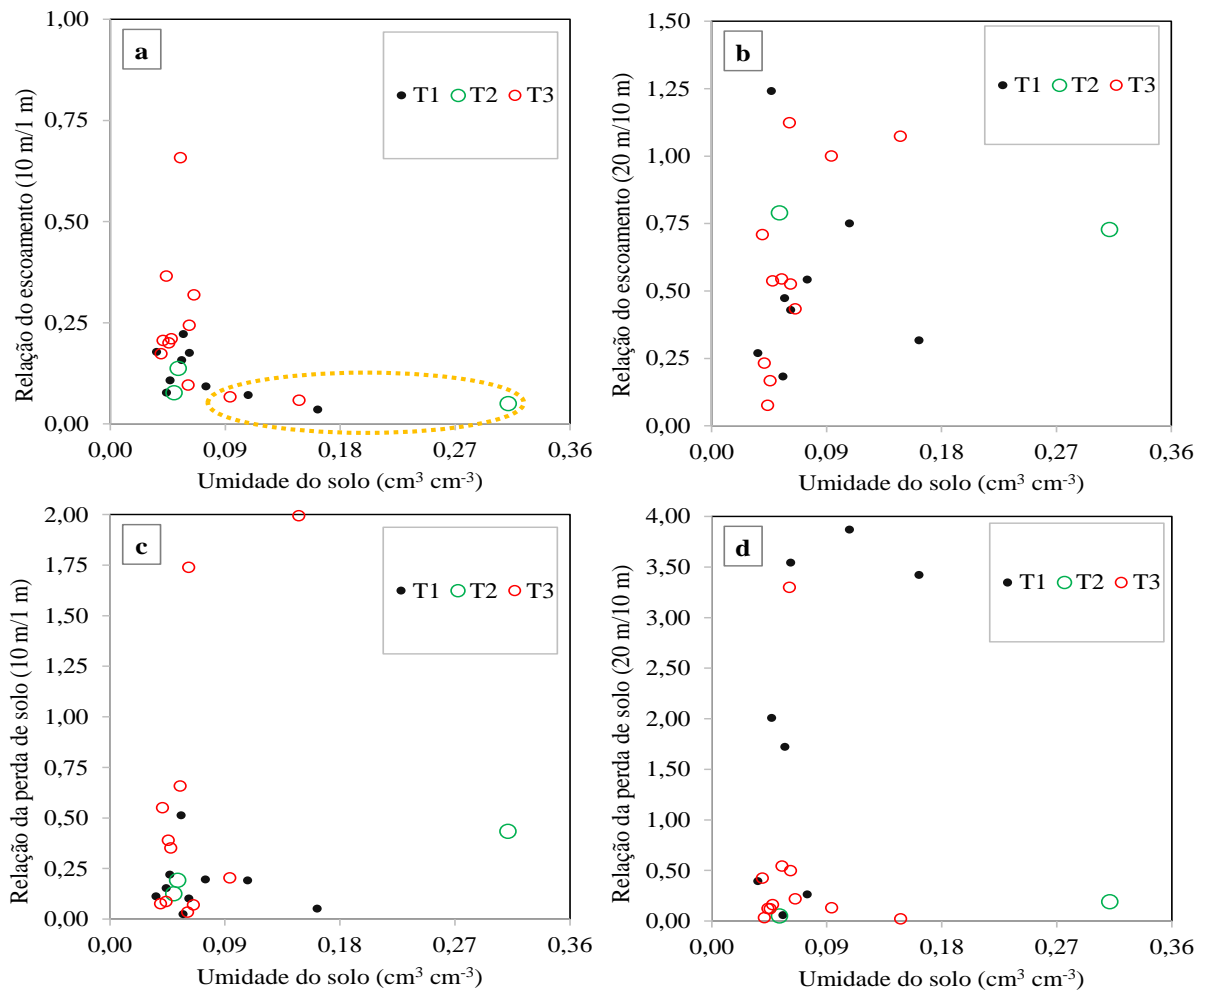 a
T1 T2 T3
1,00
0,75
0,50
0,25
0,00
0,00 0,09 0,18 0,27 0,36
Relação do escoamento (10 m/1 m)
Umidade do solo (cm³ cm⁻³)
b
T1 T2 T3
1,50
1,25
1,00
0,75
0,50
0,25
0,00
0,00 0,09 0,18 0,27 0,36
Relação do escoamento (20 m/10 m)
Umidade do solo (cm³ cm⁻³)
c
T1 T2 T3
2,00
1,75
1,50
1,25
1,00
0,75
0,50
0,25
0,00
0,00 0,09 0,18 0,27 0,36
Relação da perda de solo (10 m/1 m)
Umidade do solo (cm³ cm⁻³)
d
T1 T2 T3
4,00
3,50
3,00
2,50
2,00
1,50
1,00
0,50
0,00
0,00 0,09 0,18 0,27 0,36
Relação da perda de solo (20 m/10 m)
Umidade do solo (cm³ cm⁻³)